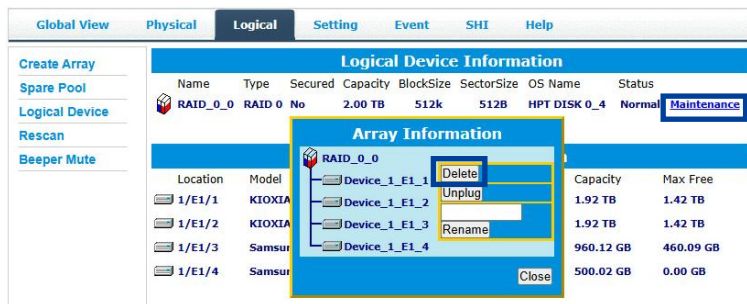 Global View Physical Logical Setting Event SHI Help
Create Array
Spare Pool
Logical Device
Rescan
Beeper Mute
Logical Device Information
Name Type Secured Capacity BlockSize SectorSize OS Name Status
RAID_0_0 RAID 0 No 2.00 TB 512k 512B HPT DISK 0_4 Normal Maintenance
Array Information
RAID_0_0
Device_1_E1_1
Device_1_E1_2
Device_1_E1_3
Device_1_E1_4
Delete
Unplug
Rename
Close
Location Model Capacity Max Free
1/E1/1 KIOXIA 1.92 TB 1.42 TB
1/E1/2 KIOXIA 1.92 TB 1.42 TB
1/E1/3 Samsu 960.12 GB 460.09 GB
1/E1/4 Samsu 500.02 GB 0.00 GB